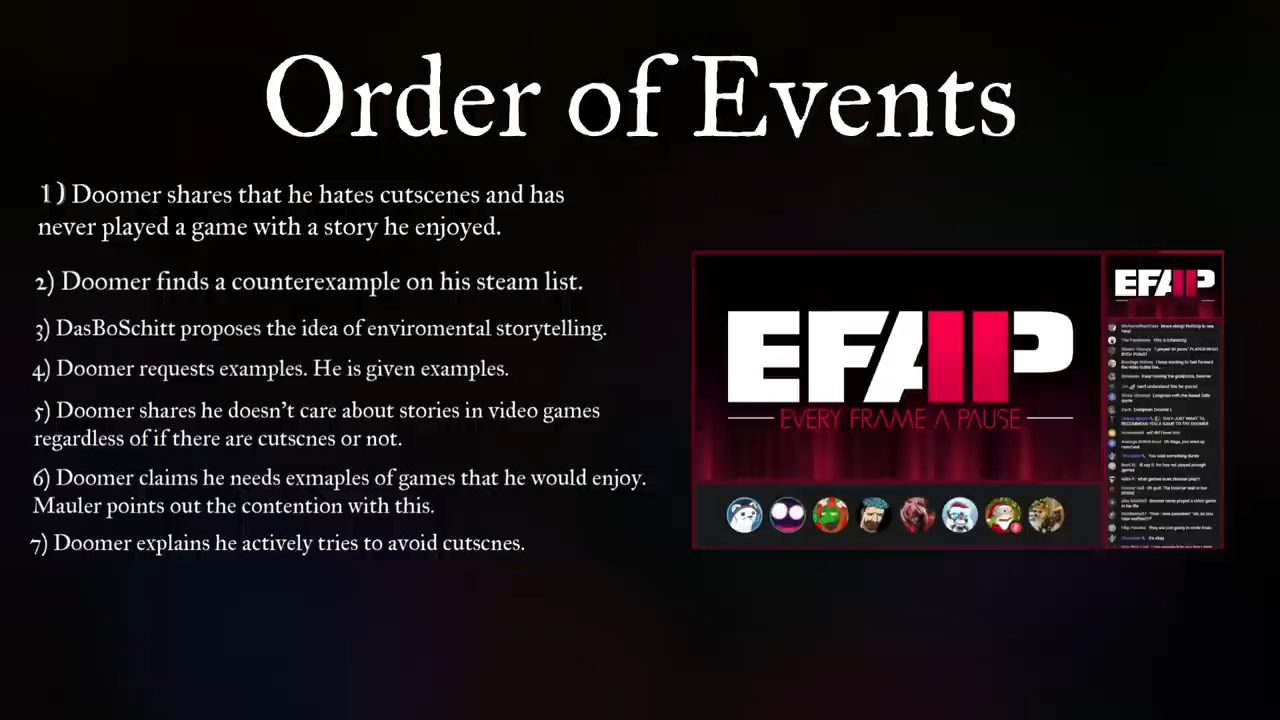 Order of Events
1) Doomer shares that he hates cutscenes and has
never played a game with a story he enjoyed.
2) Doomer finds a counterexample on his steam list.
3) DasBoSchitt proposes the idea of enviromental storytelling.
4) Doomer requests examples. He is given examples.
5) Doomer shares he doesn't care about stories in video games
regardless of if there are cutscnes or not.
6) Doomer claims he needs exmaples of games that he would enjoy.
Mauler points out the contention with this.
7) Doomer explains he actively tries to avoid cutscnes.
EFAP
EVERY FRAME A PAUSE
EFAP